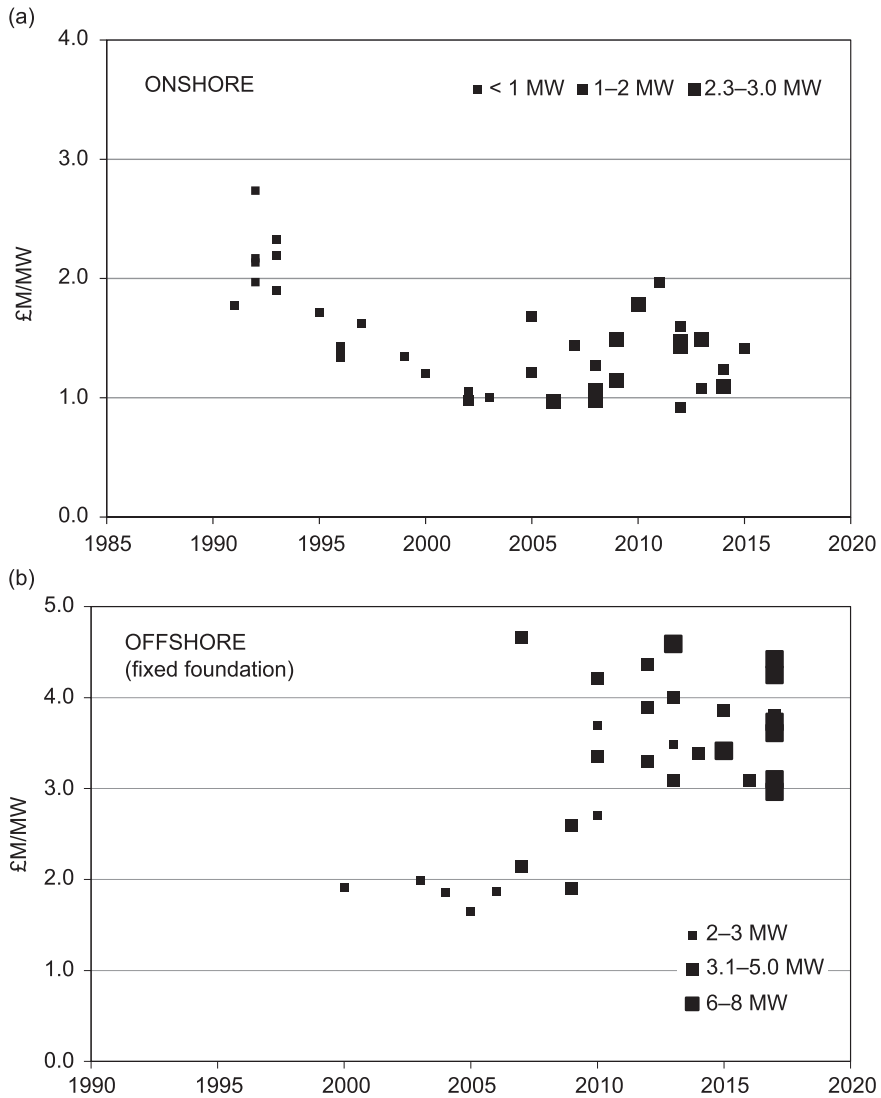 (a)
4.0
ONSHORE
< 1 MW 1–2 MW 2.3–3.0 MW
3.0
£M/MW
2.0
1.0
0.0
1985 1990 1995 2000 2005 2010 2015 2020
(b)
5.0
OFFSHORE
(fixed foundation)
4.0
3.0
£M/MW
2.0
2–3 MW
1.0
3.1–5.0 MW
6–8 MW
0.0
1990 1995 2000 2005 2010 2015 2020